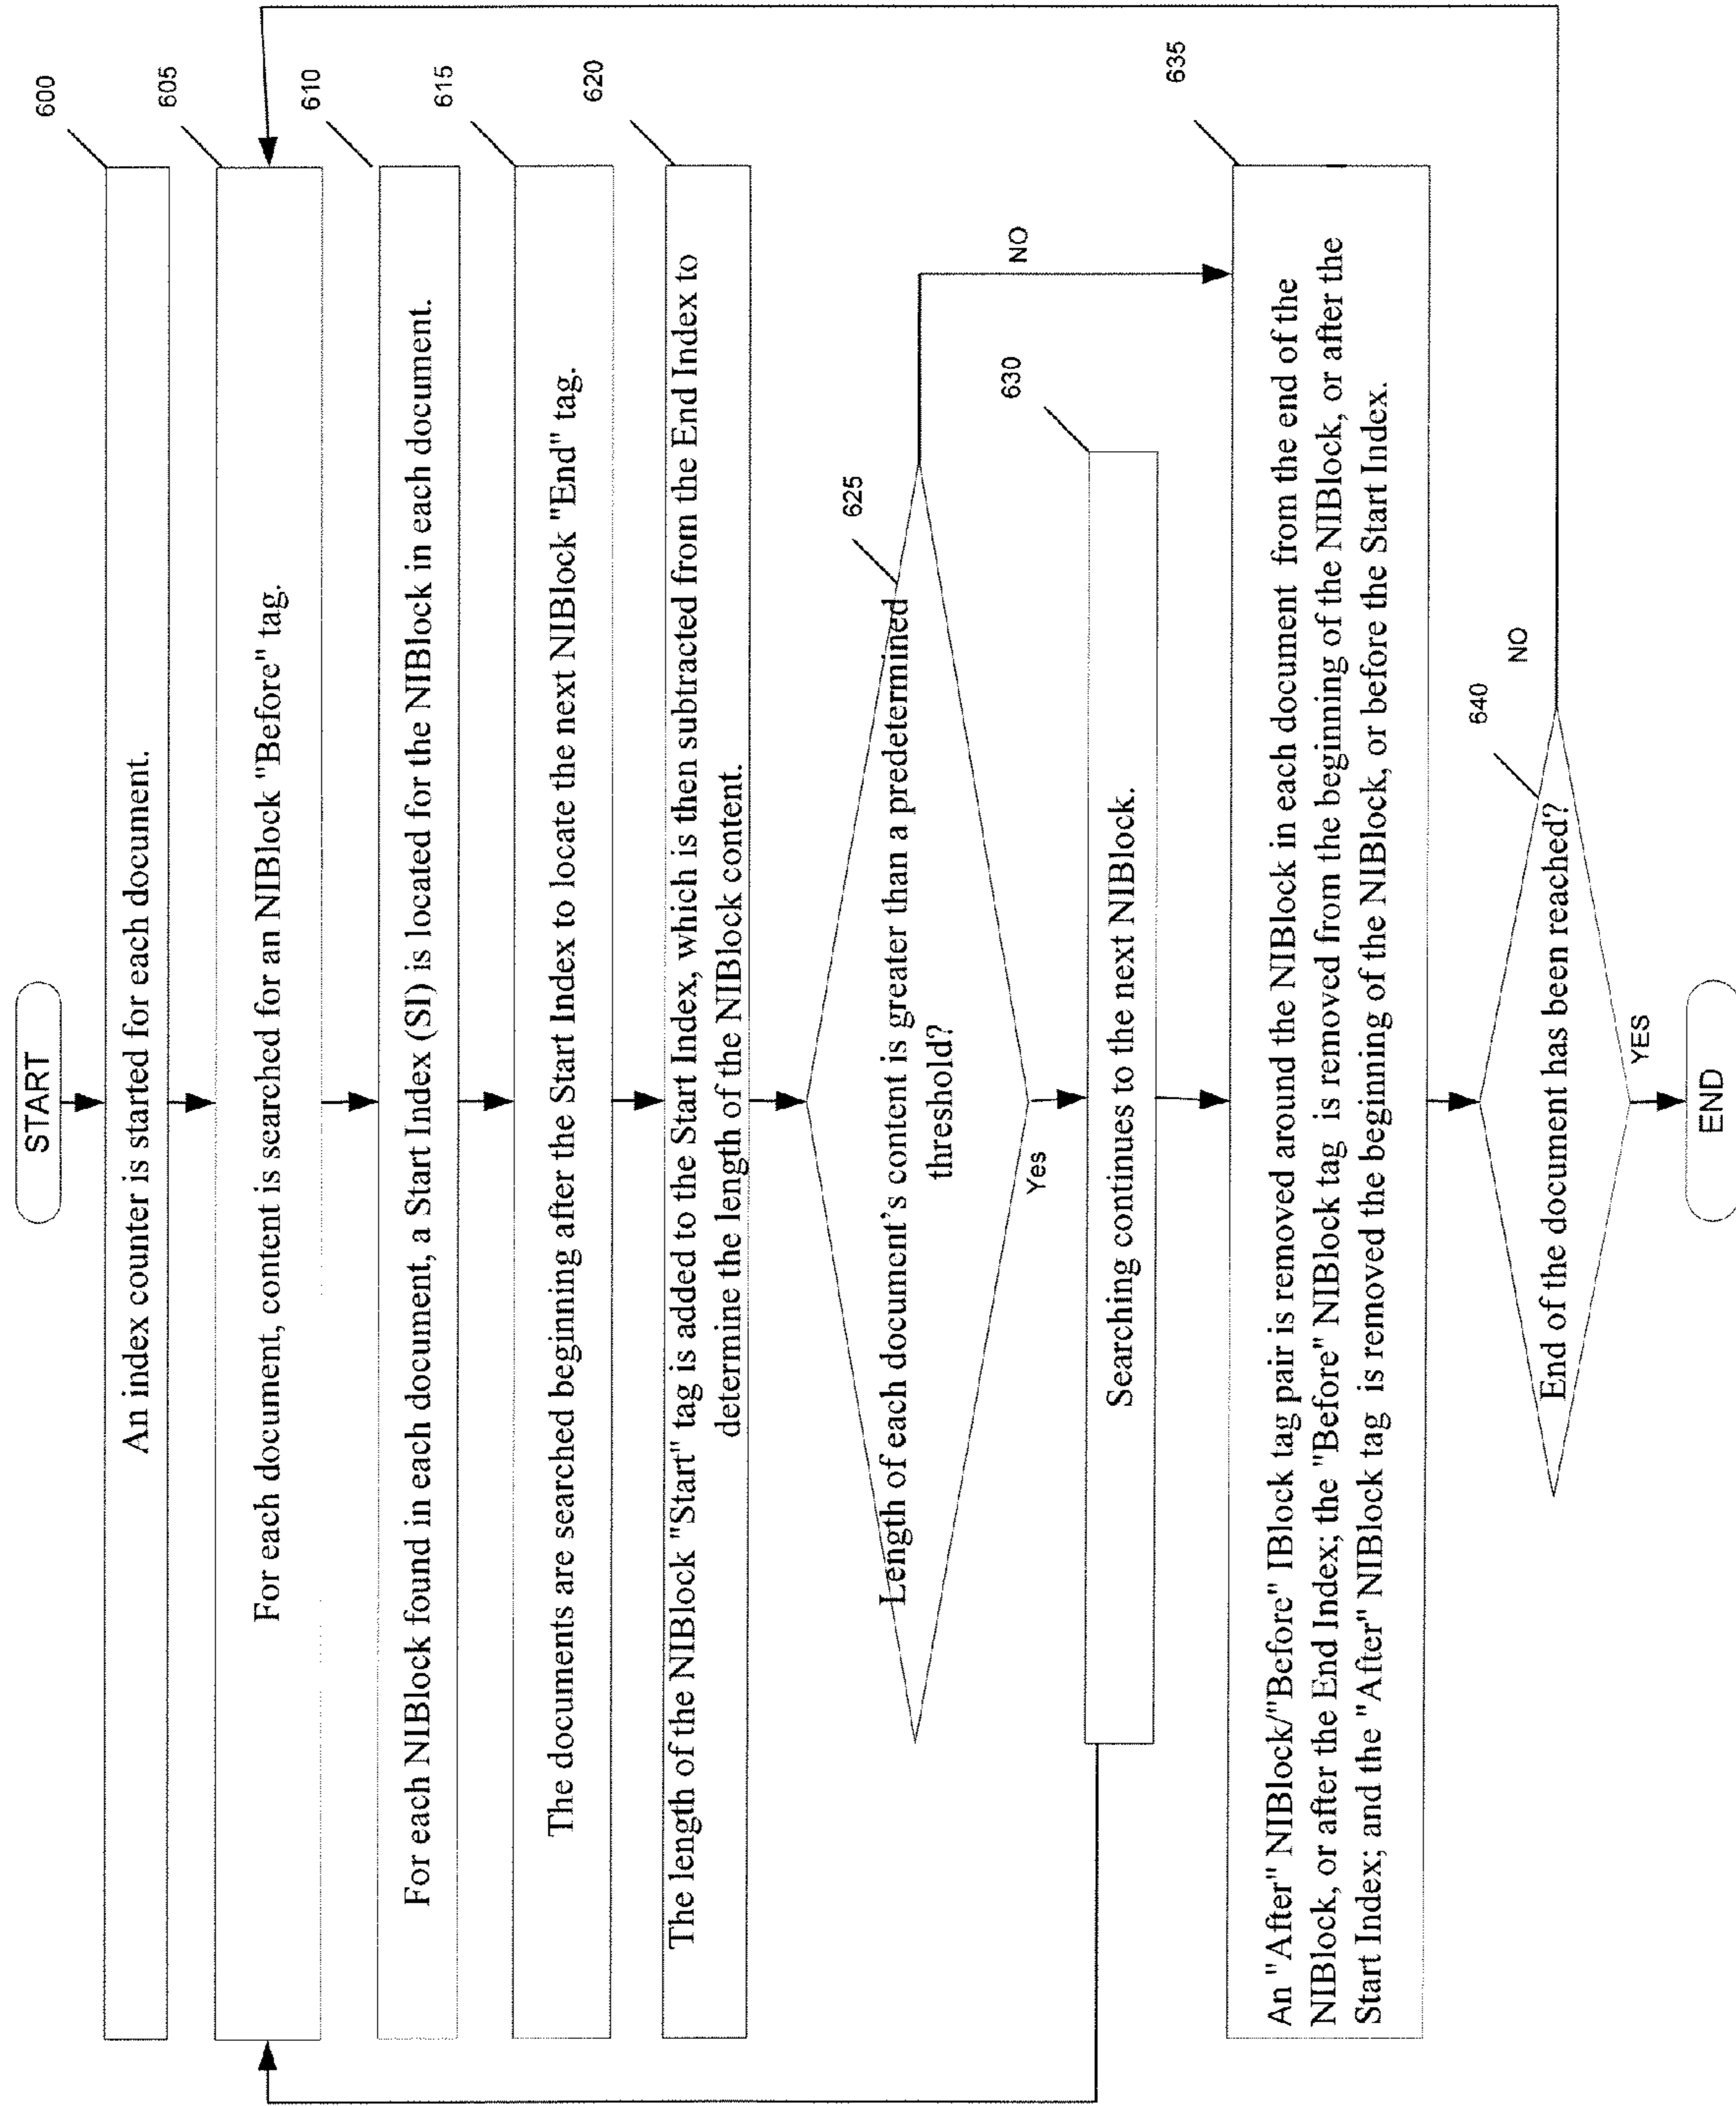 START
600
An index counter is started for each document.
605
For each document, content is searched for an NIBlock "Before" tag.
610
For each NIBlock found in each document, a Start Index (SI) is located for the NIBlock in each document.
615
The documents are searched beginning after the Start Index to locate the next NIBlock "End" tag.
620
The length of the NIBlock "Start" tag is added to the Start Index, which is then subtracted from the End Index to
determine the length of the NIBlock content.
625
Length of each document's content is greater than a predetermined
threshold?
NO
Yes
630
Searching continues to the next NIBlock.
635
An "After" NIBlock/"Before" IBlock tag pair is removed around the NIBlock in each document from the end of the
NIBlock, or after the End Index; the "Before" NIBlock tag is removed from the beginning of the NIBlock, or after the
Start Index; and the "After" NIBlock tag is removed the beginning of the NIBlock, or before the Start Index.
640
End of the document has been reached?
NO
YES
END